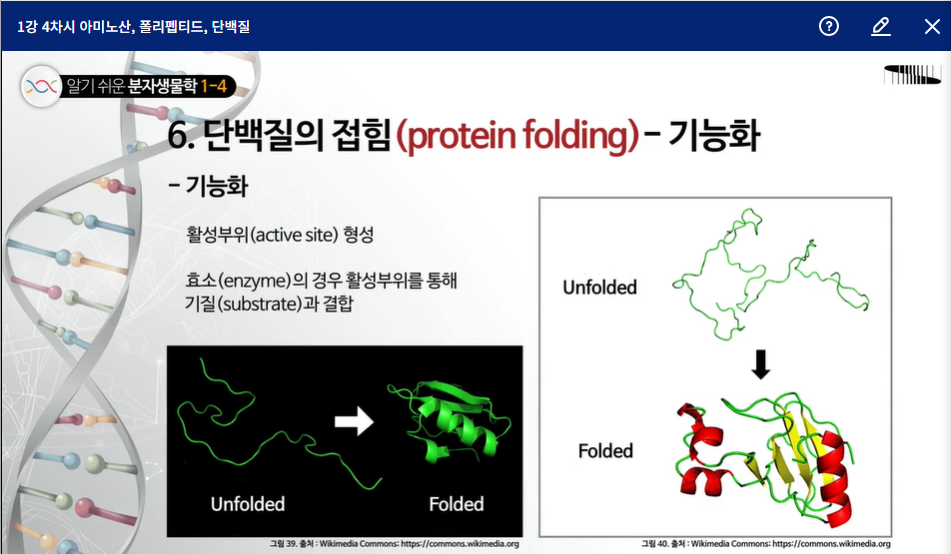 1강 4차시 아미노산, 폴리펩티드, 단백질
알기 쉬운 분자생물학 1-4
6. 단백질의 접힘(protein folding) - 기능화
- 기능화
활성부위(active site) 형성
효소(enzyme)의 경우 활성부위를 통해
기질(substrate)과 결합
Unfolded
Folded
그림 39. 출처 : Wikimedia Commons: https://commons.wikimedia.org
Unfolded
Folded
그림 40. 출처 : Wikimedia Commons: https://commons.wikimedia.org